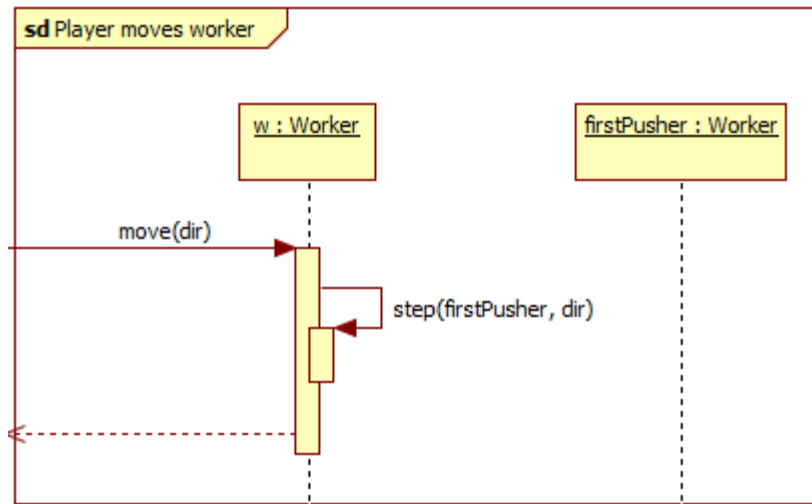 sd Player moves worker
w : Worker
firstPusher : Worker
move(dir)
step(firstPusher, dir)